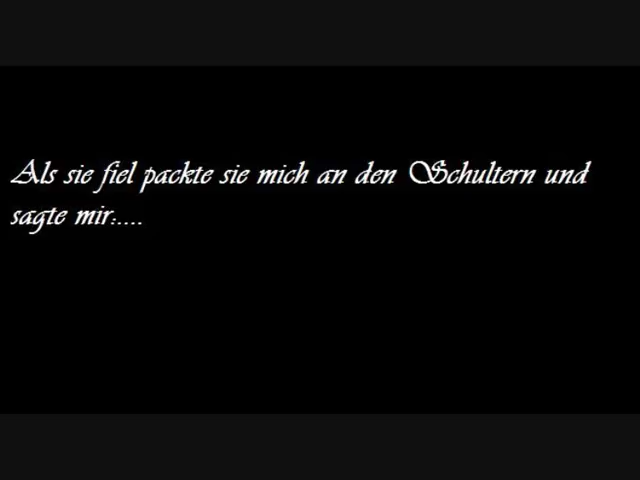 Als sie fiel packte sie mich an den Schultern und
sagte mir:....